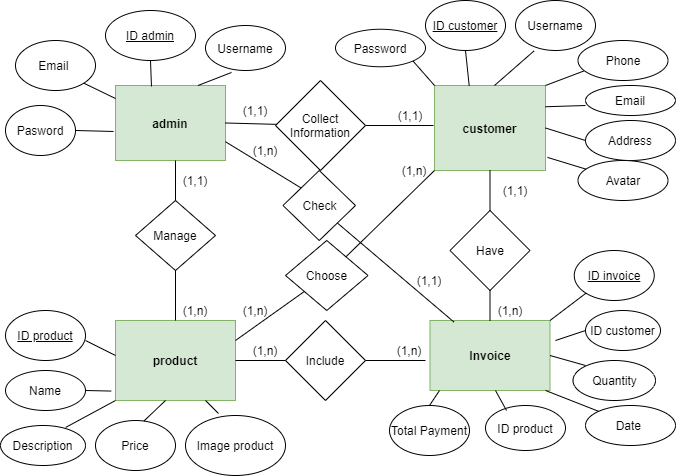 ID admin
Username
Email
Pasword
admin
ID customer
Username
Password
Phone
Email
Address
Avatar
customer
(1,1)
Collect
Information
(1,1)
(1,n)
Check
(1,1)
(1,1)
Manage
(1,n)
(1,n)
Choose
(1,n)
(1,1)
Have
(1,n)
ID product
Name
Description
Price
Image product
product
(1,n)
Include
(1,n)
Invoice
ID invoice
ID customer
Quantity
Date
ID product
Total Payment